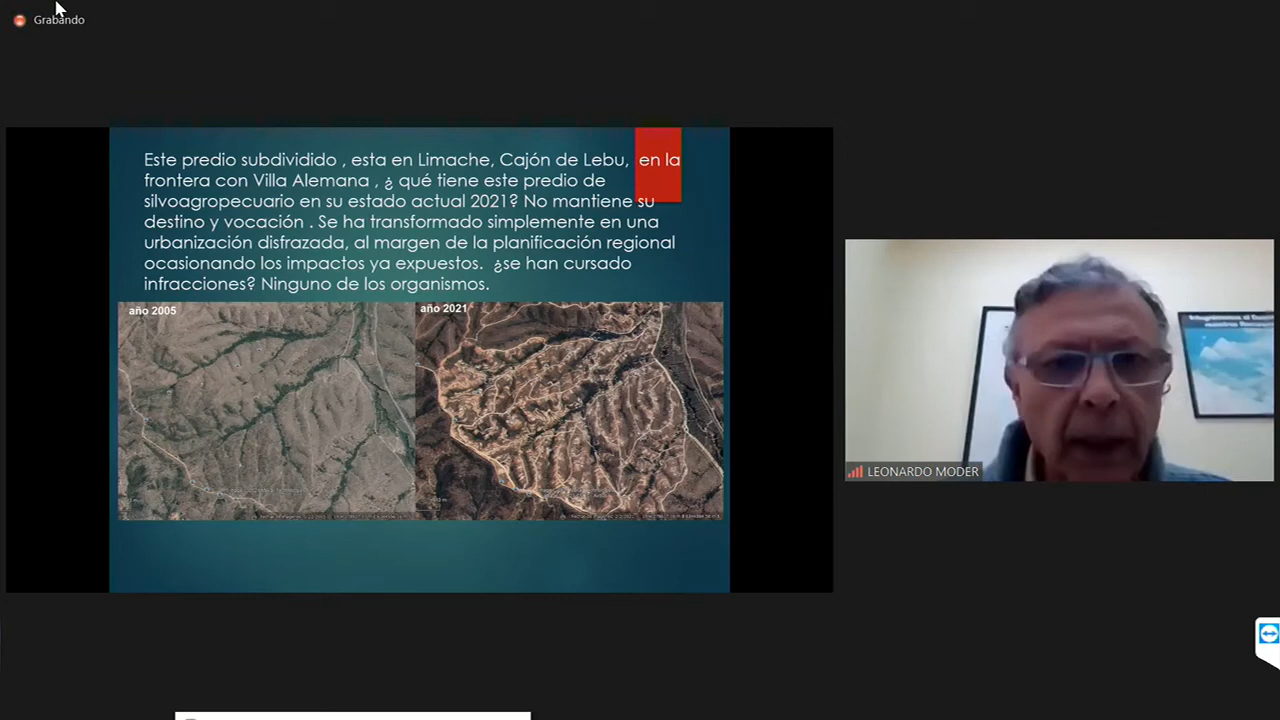 Grabando
Este predio subdividido , esta en Limache, Cajón de Lebu, en la
frontera con Villa Alemana , ¿ qué tiene este predio de
silvoagropecuario en su estado actual 2021? No mantiene su
destino y vocación . Se ha transformado simplemente en una
urbanización disfrazada, al margen de la planificación regional
ocasionando los impactos ya expuestos. ¿se han cursado
infracciones? Ninguno de los organismos.
año 2005
año 2021
LEONARDO MODER